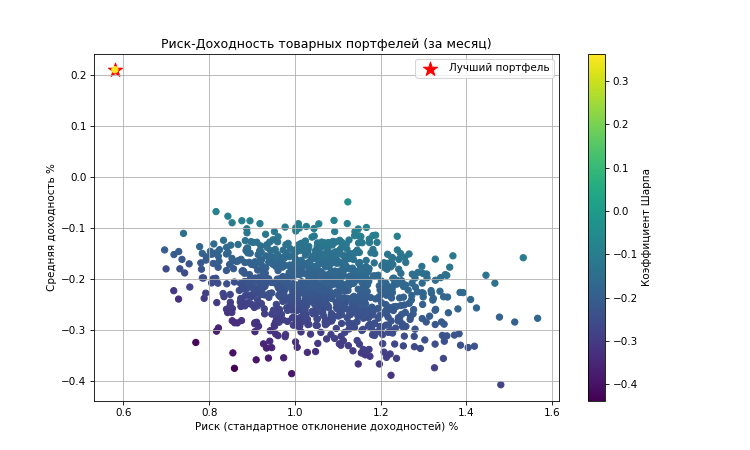 Риск-Доходность товарных портфелей (за месяц)
Лучший портфель
Средняя доходность %
0.2
0.1
0.0
−0.1
−0.2
−0.3
−0.4
0.6 0.8 1.0 1.2 1.4 1.6
Риск (стандартное отклонение доходностей) %
0.3
0.2
0.1
0.0
−0.1
−0.2
−0.3
−0.4
Коэффициент Шарпа